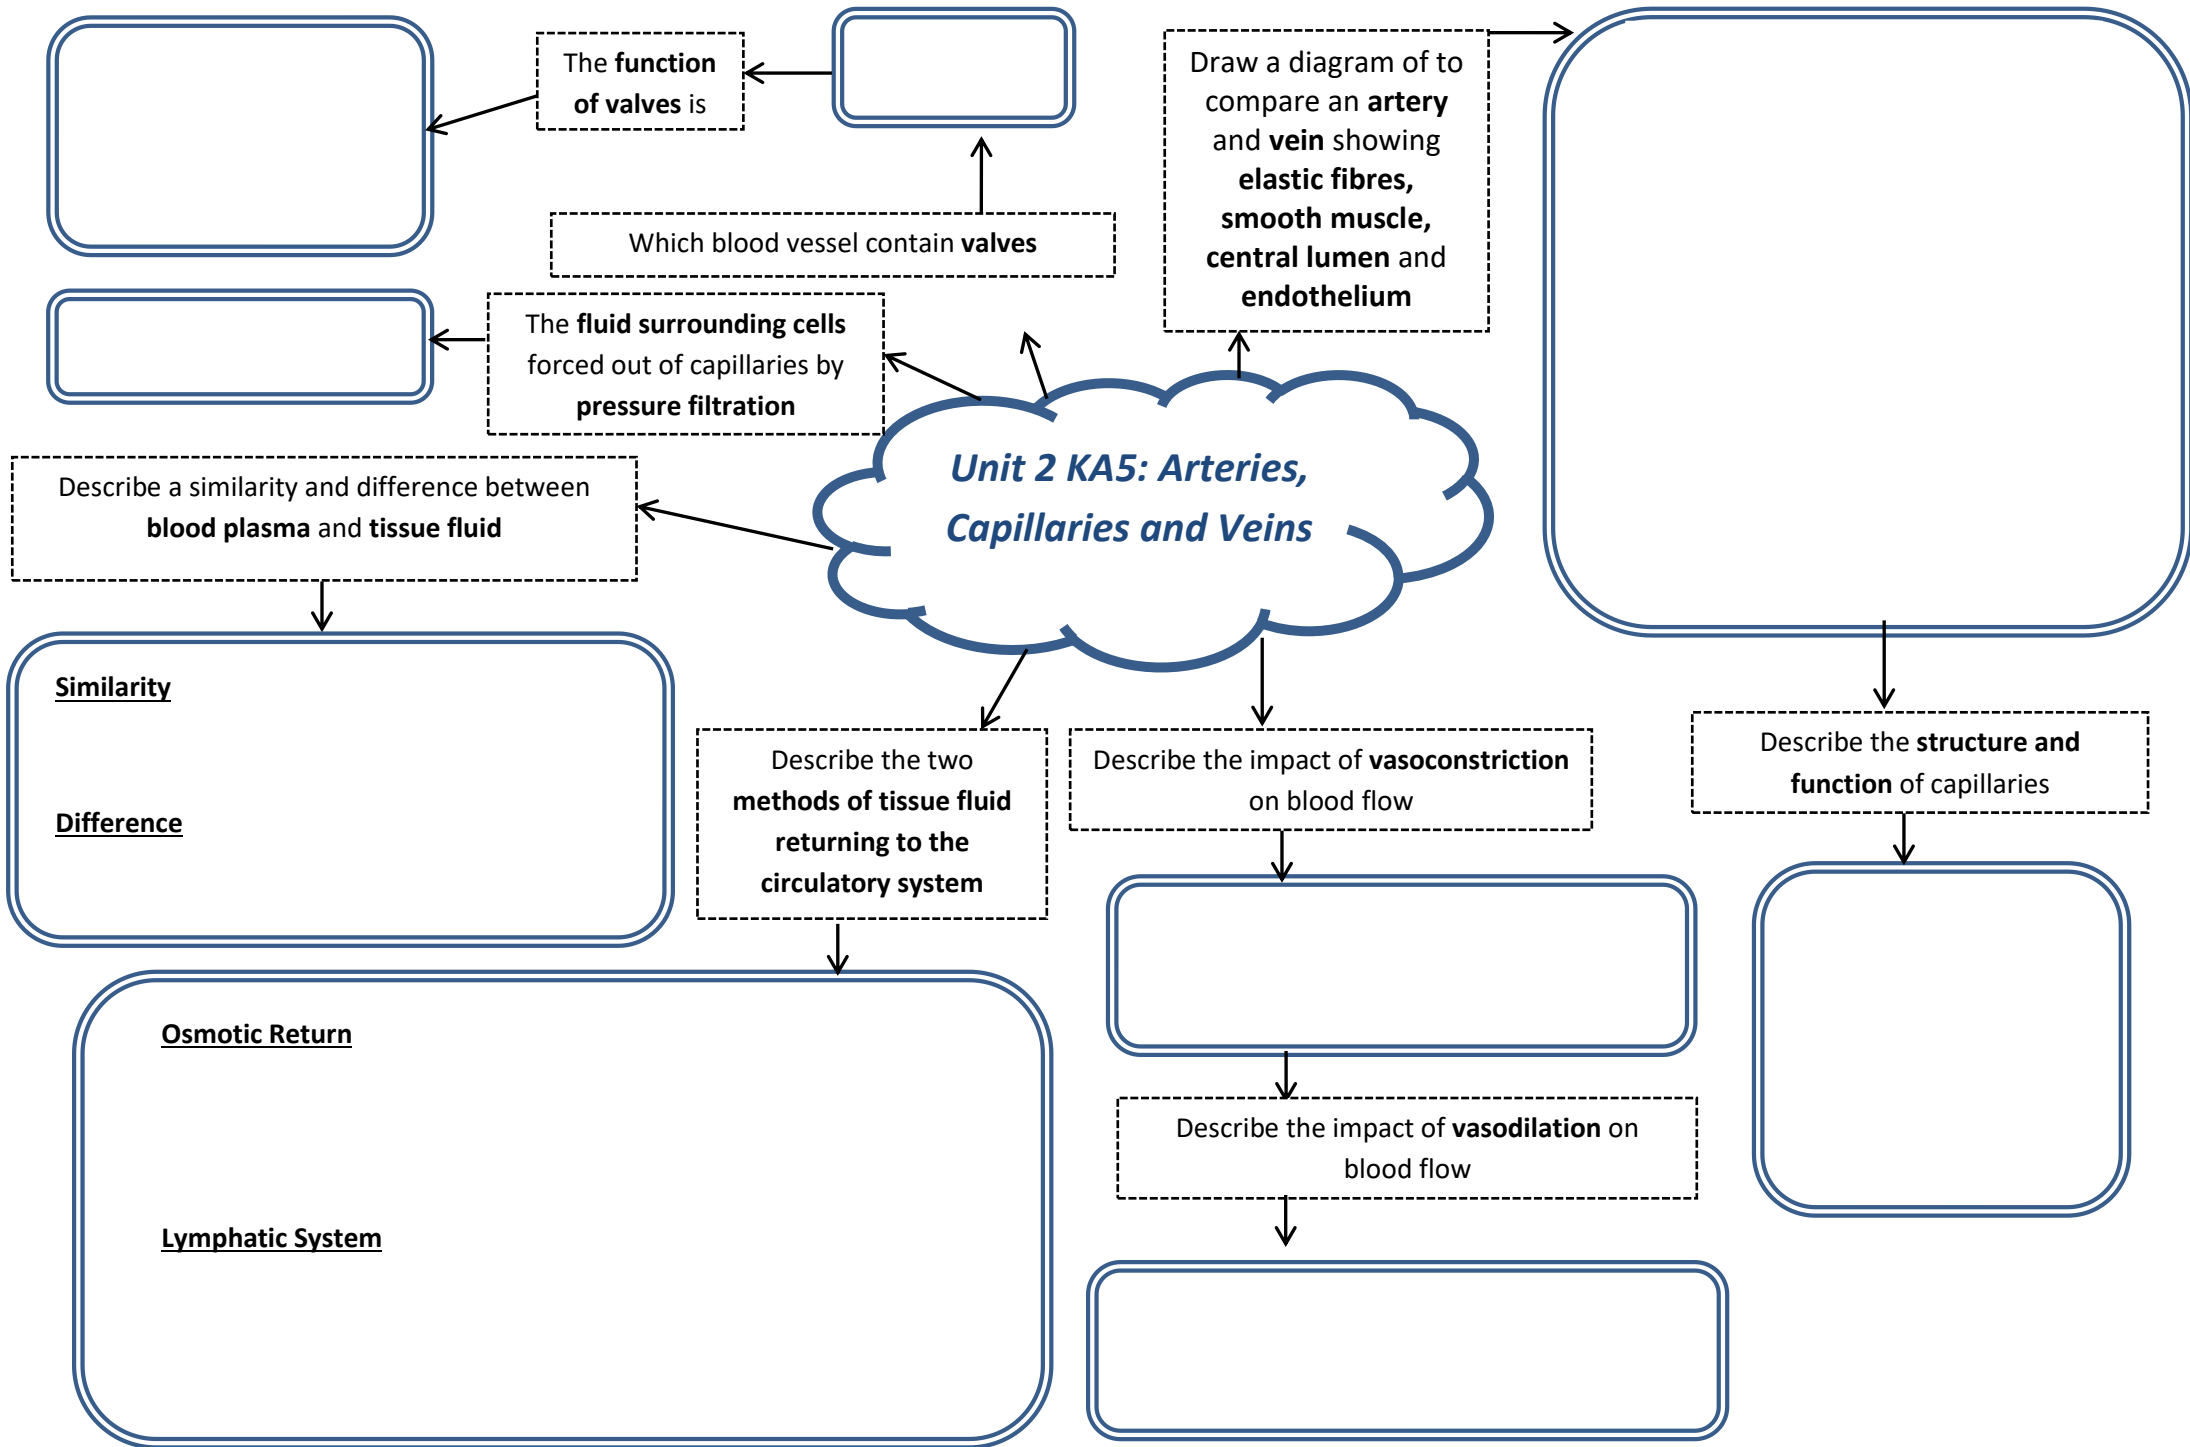 The function
of valves is
Draw a diagram of to
compare an artery
and vein showing
elastic fibres,
smooth muscle,
central lumen and
endothelium
Which blood vessel contain valves
The fluid surrounding cells
forced out of capillaries by
pressure filtration
Unit 2 KA5: Arteries,
Capillaries and Veins
Describe a similarity and difference between
blood plasma and tissue fluid
Similarity
Difference
Describe the two
methods of tissue fluid
returning to the
circulatory system
Describe the impact of vasoconstriction
on blood flow
Describe the structure and
function of capillaries
Osmotic Return
Lymphatic System
Describe the impact of vasodilation on
blood flow